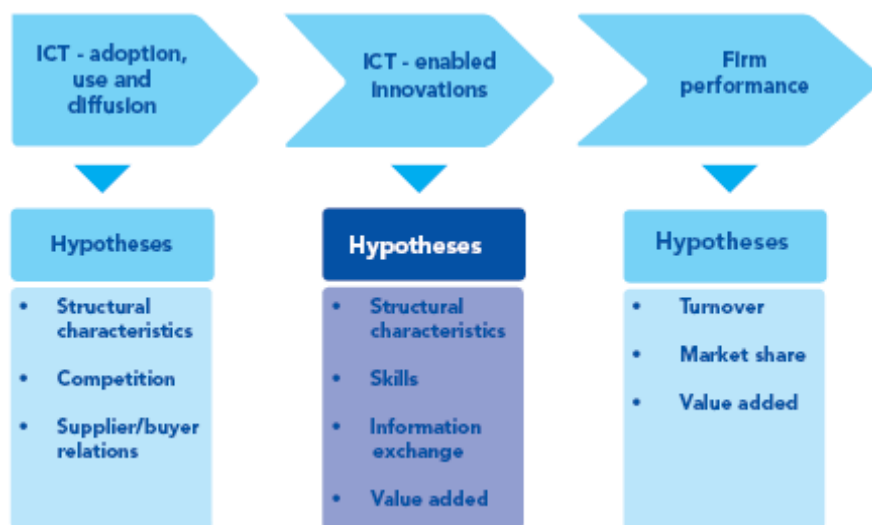 ICT - adoption,
use and
diffusion
ICT - enabled
innovations
Firm
performance
Hypotheses
• Structural
characteristics
• Competition
• Supplier/buyer
relations
Hypotheses
• Structural
characteristics
• Skills
• Information
exchange
• Value added
Hypotheses
• Turnover
• Market share
• Value added